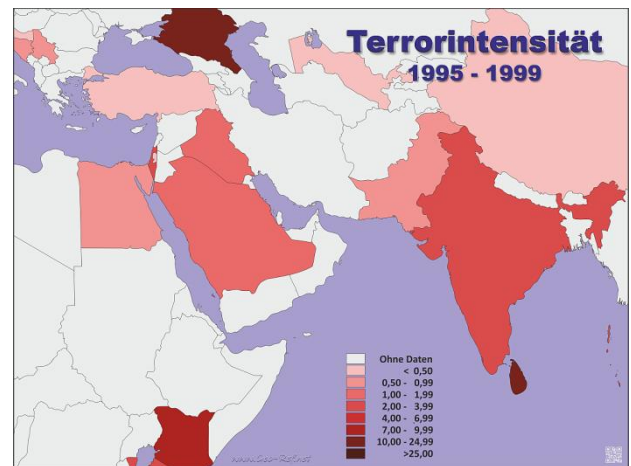 Terrorintensität
1995 - 1999
Ohne Daten
< 0,50
0,50 - 0,99
1,00 - 1,99
2,00 - 3,99
4,00 - 6,99
7,00 - 9,99
10,00 - 24,99
>25,00